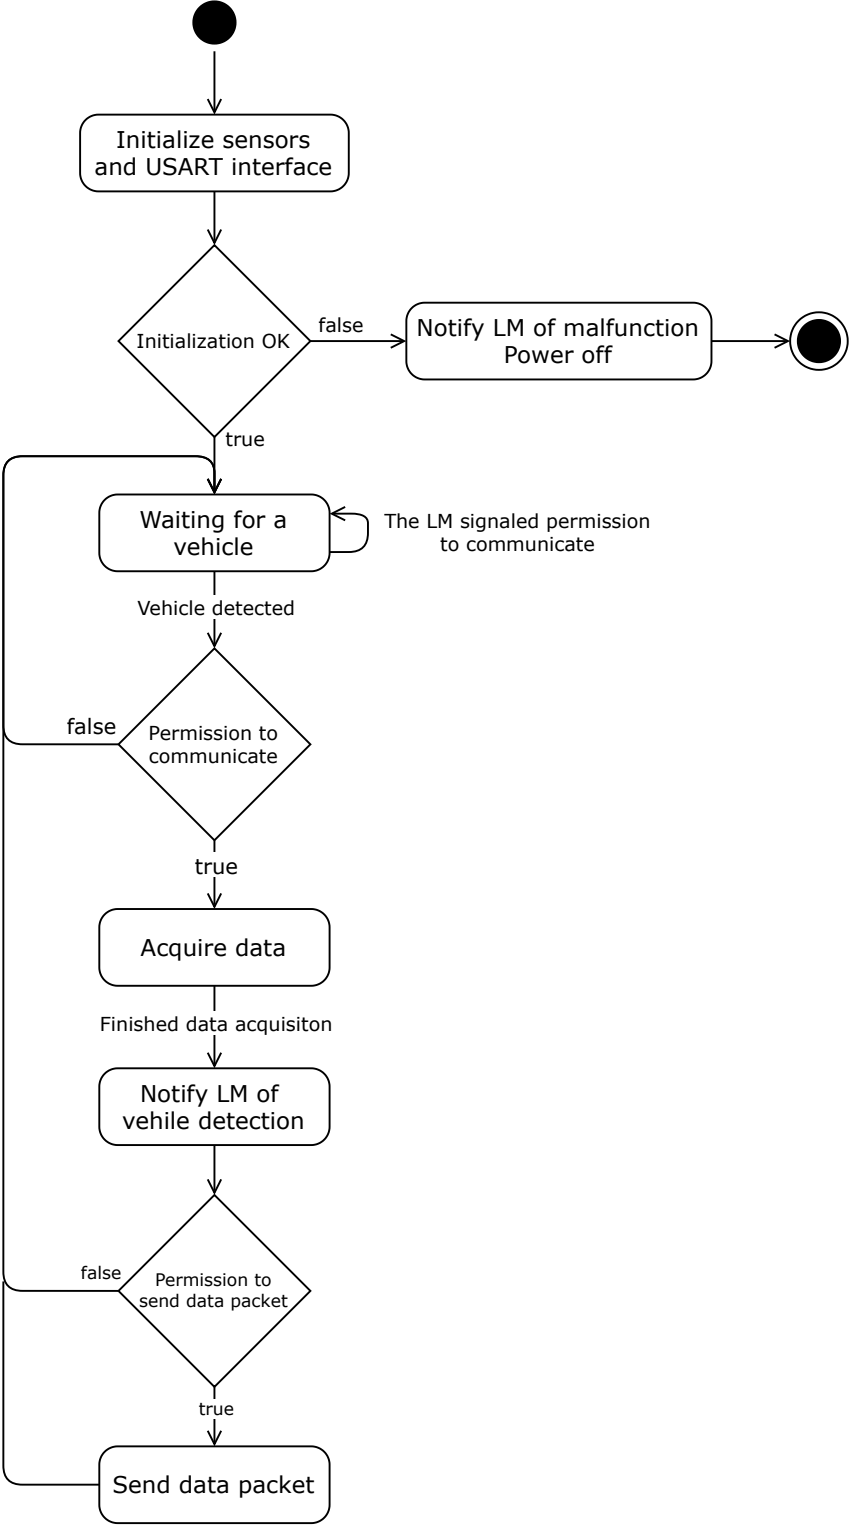 Initialize sensors
and USART interface
Initialization OK
false
Notify LM of malfunction
Power off
true
Waiting for a
vehicle
The LM signaled permission
to communicate
Vehicle detected
false
Permission to
communicate
true
Acquire data
Finished data acquisiton
Notify LM of
vehile detection
false
Permission to
send data packet
true
Send data packet